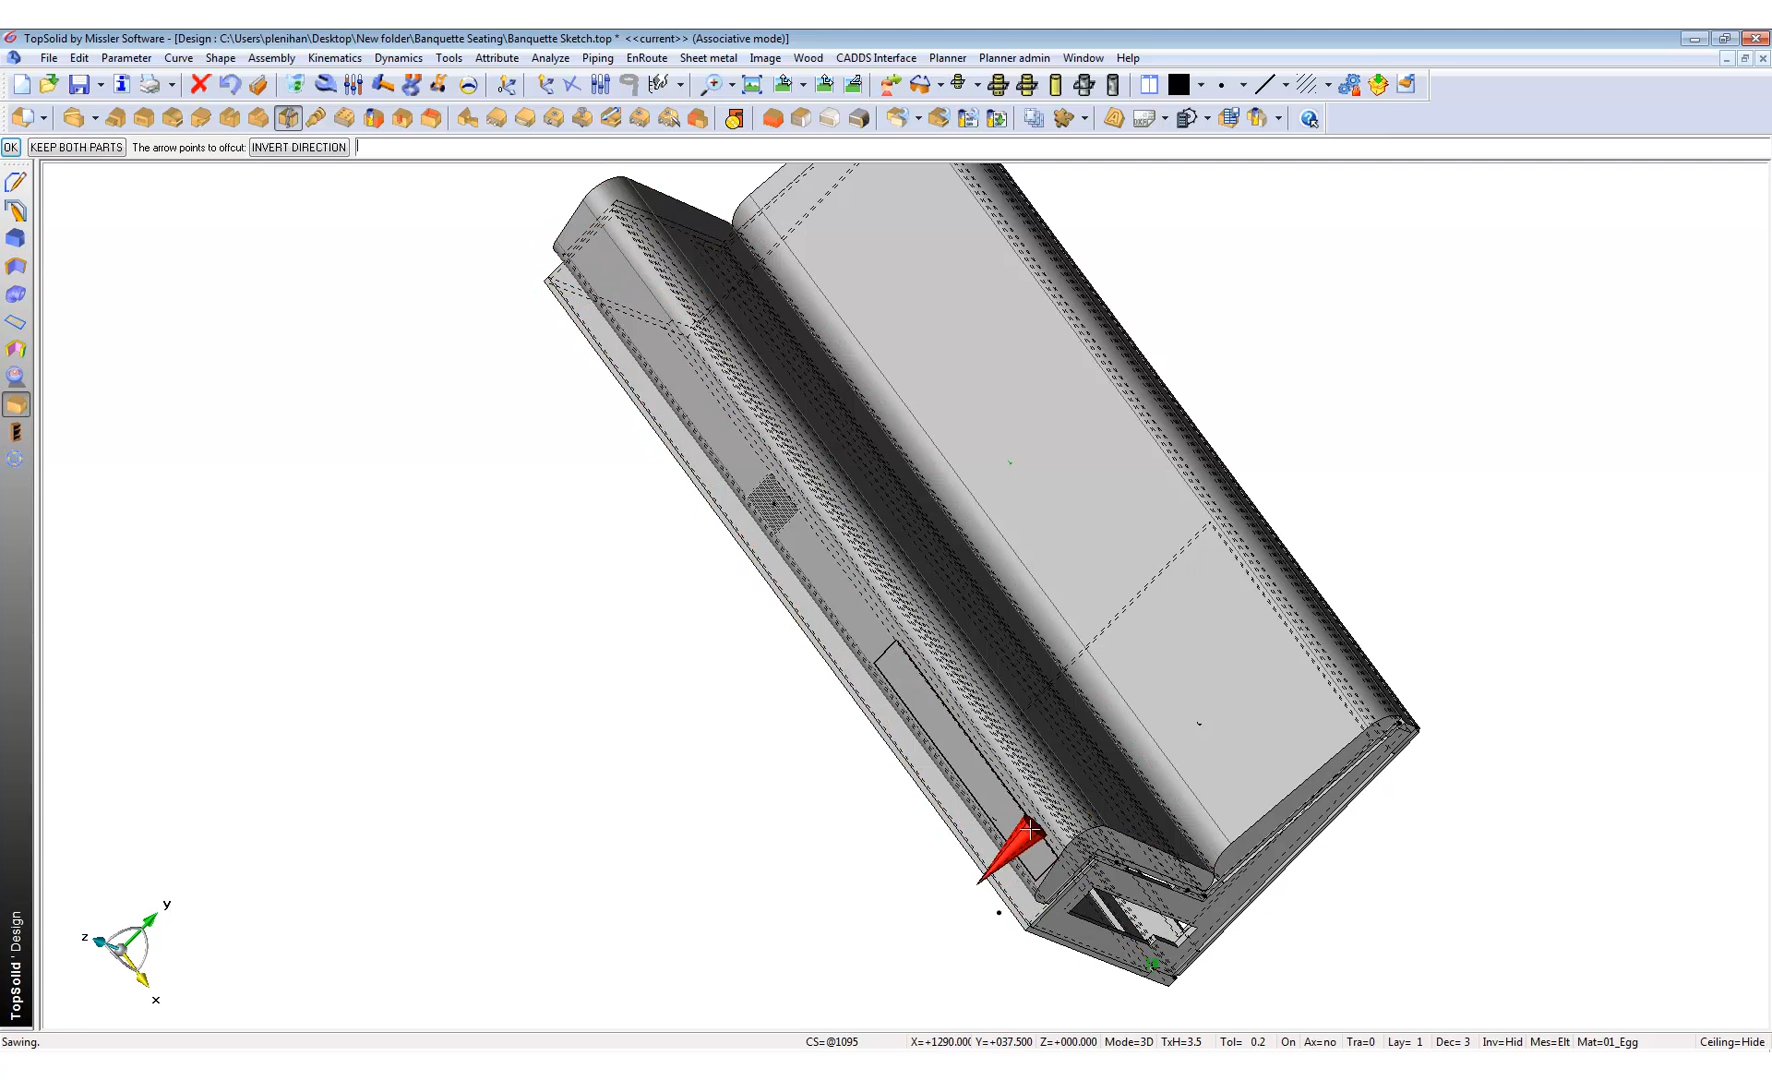 TopSolid by Missler Software - [Design : C:\Users\plenihan\Desktop\New folder\Banquette Seating\Banquette Sketch.top * <<current>> (Associative mode)]
File Edit Parameter Curve Shape Assembly Kinematics Dynamics Tools Attribute Analyze Piping EnRoute Sheet metal Image Wood CADDS Interface Planner Planner admin Window Help
OK KEEP BOTH PARTS The arrow points to offcut: INVERT DIRECTION
y
z
x
TopSolid'Design
Sawing. CS=@1095 X=+1290.000 Y=+037.500 Z=+000.000 Mode=3D TxH=3.5 Tol= 0.2 On Ax=no Tra=0 Lay= 1 Dec= 3 Inv=Hid Mes=Elt Mat=01_Egg Ceiling=Hide